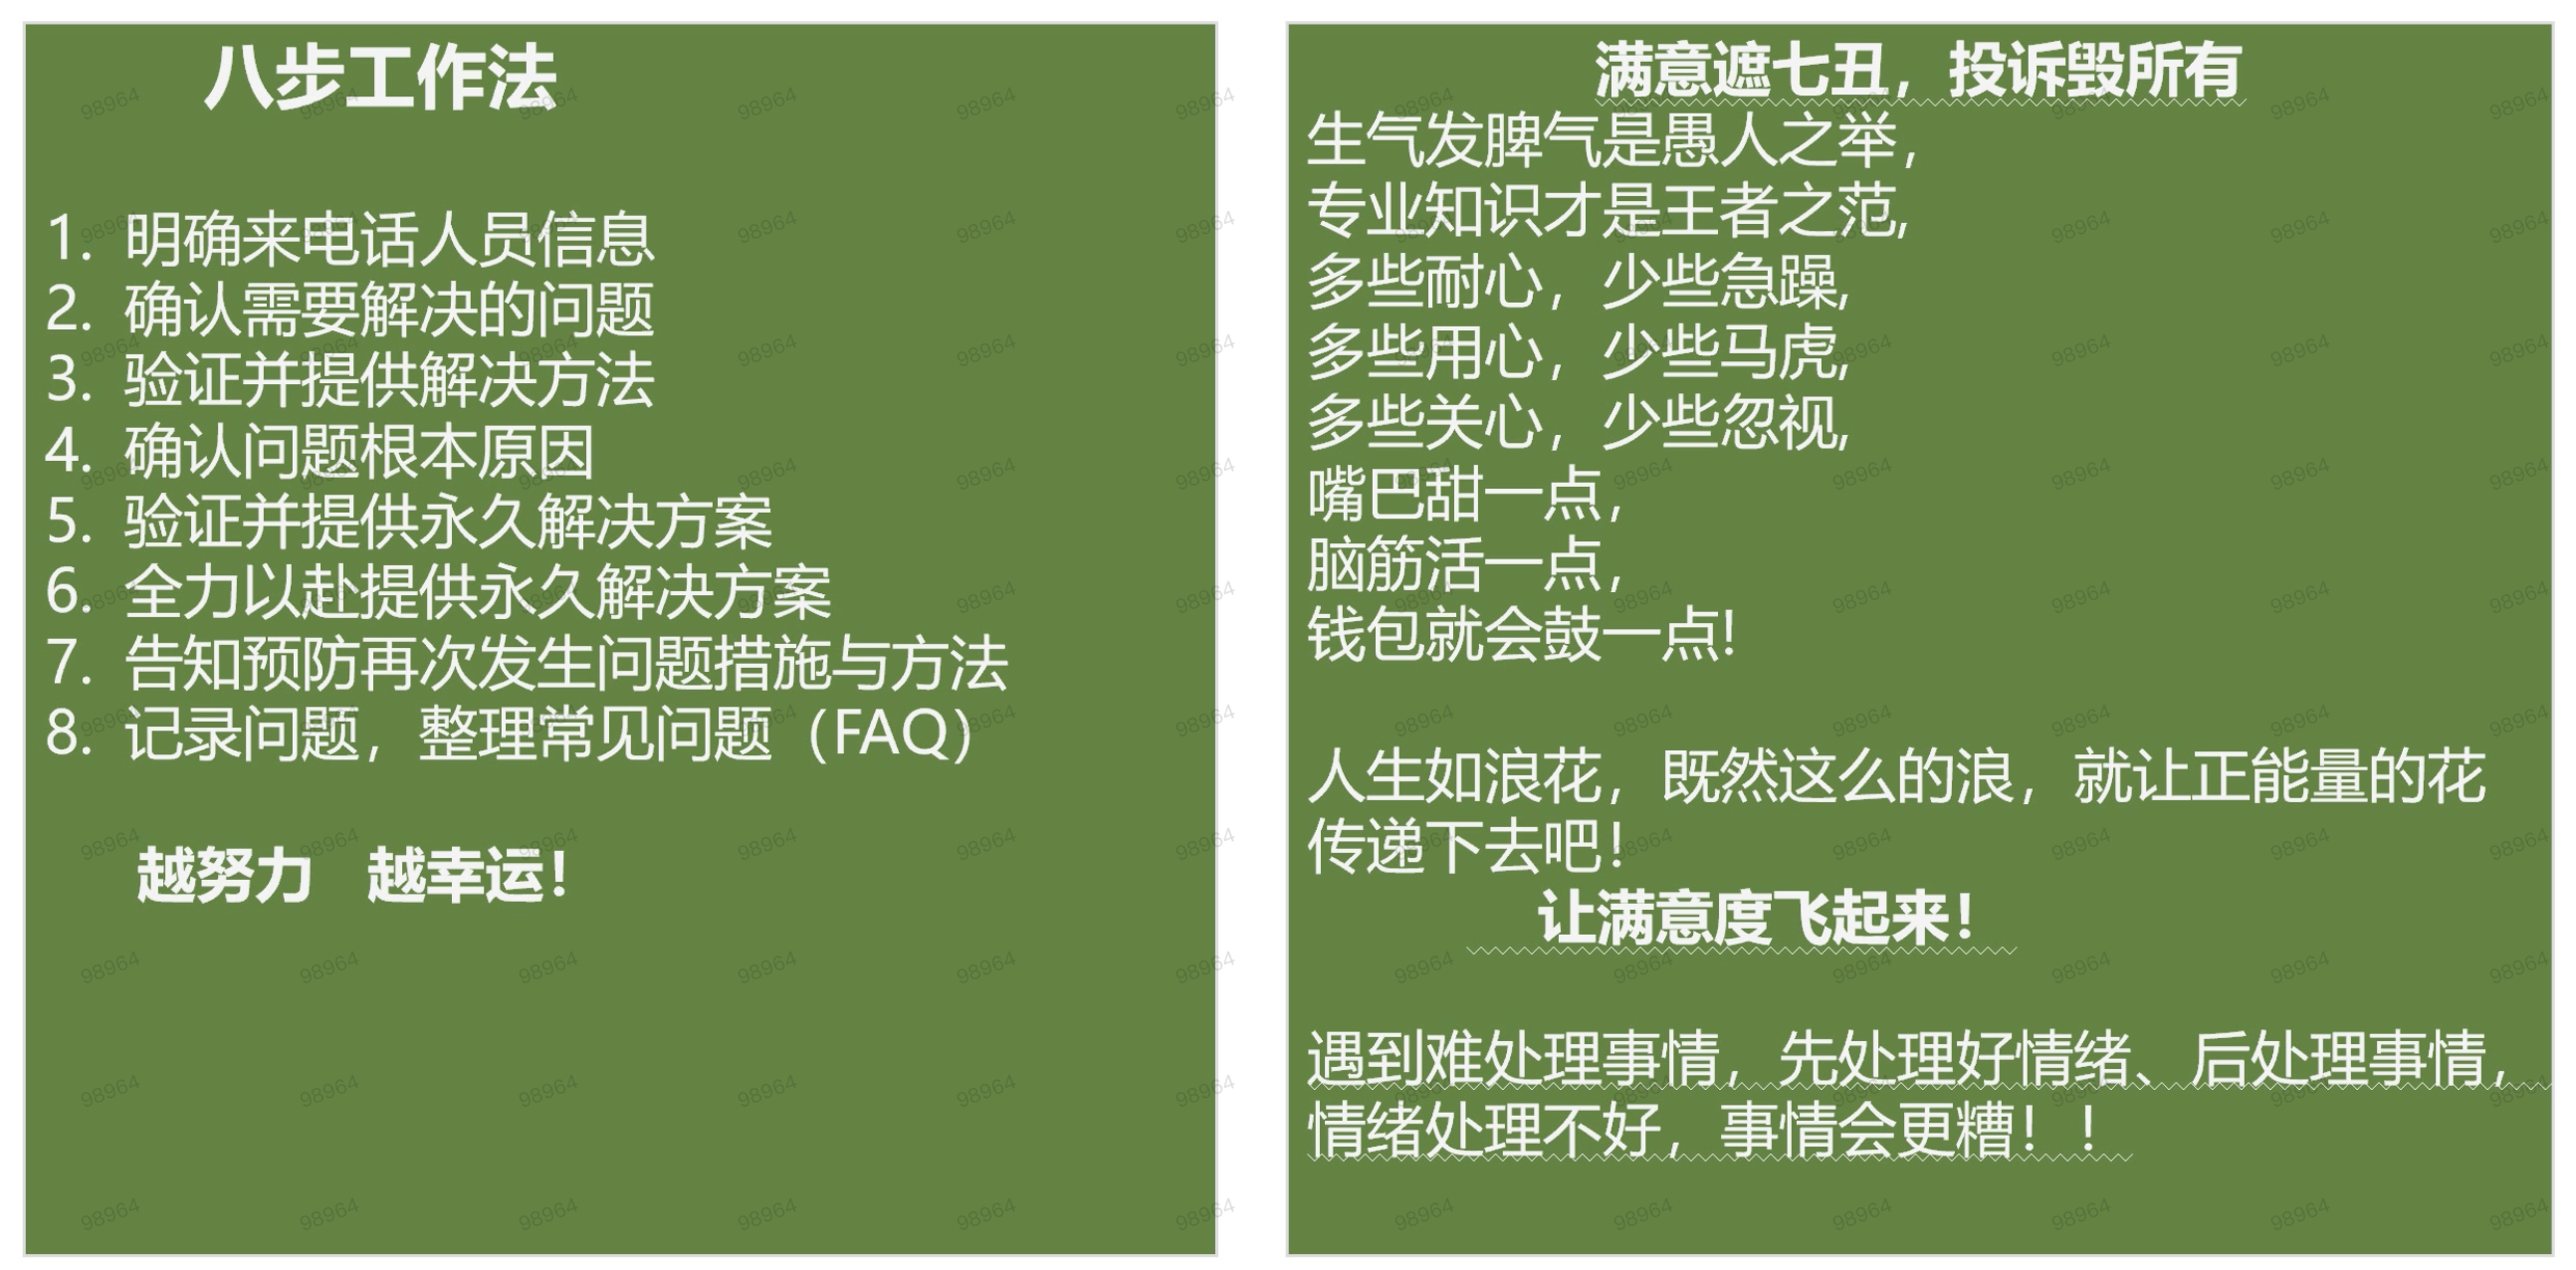 八步工作法
1. 明确来电话人员信息
2. 确认需要解决的问题
3. 验证并提供解决方法
4. 确认问题根本原因
5. 验证并提供永久解决方案
6. 全力以赴提供永久解决方案
7. 告知预防再次发生问题措施与方法
8. 记录问题，整理常见问题（FAQ）
越努力 越幸运！
满意遮七丑，投诉毁所有
生气发脾气是愚人之举，
专业知识才是王者之范,
多些耐心，少些急躁,
多些用心，少些马虎,
多些关心，少些忽视,
嘴巴甜一点，
脑筋活一点，
钱包就会鼓一点!
人生如浪花，既然这么的浪，就让正能量的花
传递下去吧！
让满意度飞起来！
遇到难处理事情，先处理好情绪、后处理事情，
情绪处理不好，事情会更糟！！
98964